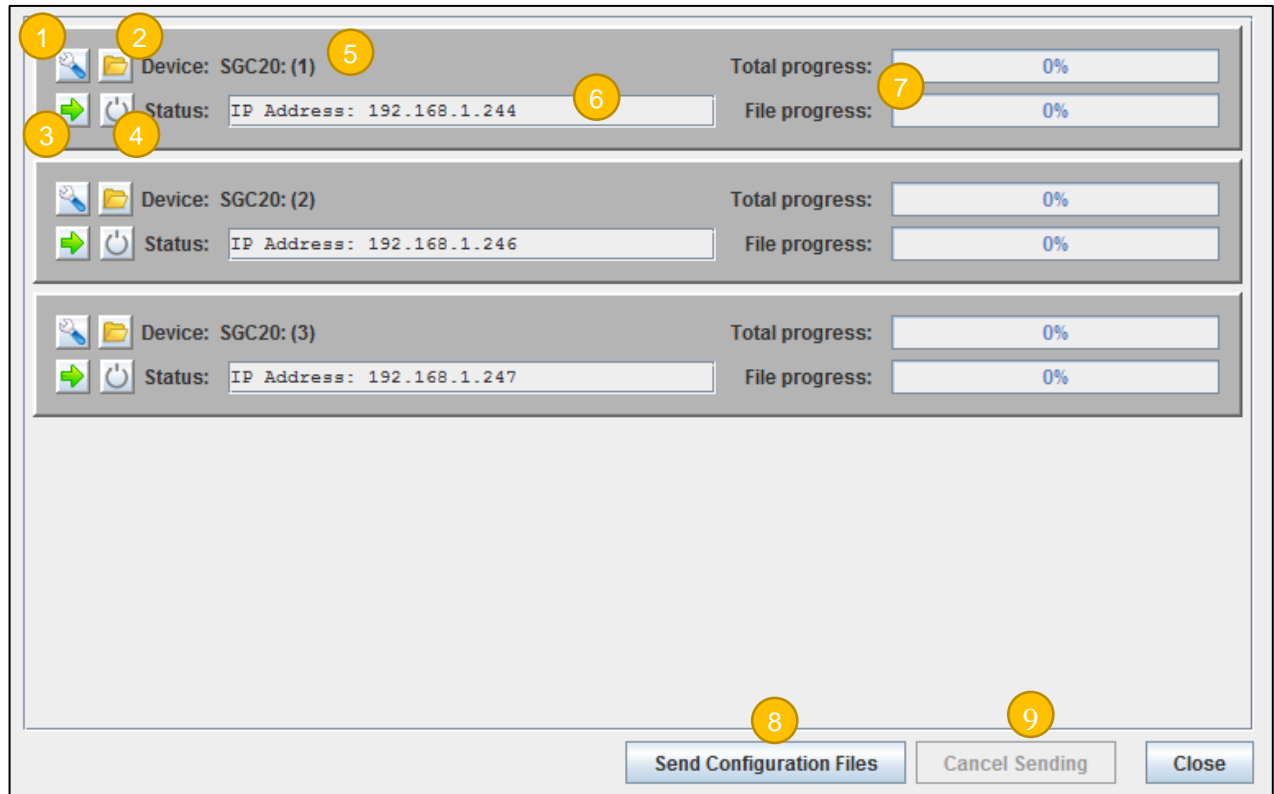 1 2 5
Device: SGC20: (1) Total progress: 0%
6 7
Status: IP Address: 192.168.1.244 File progress: 0%
3 4
Device: SGC20: (2) Total progress: 0%
Status: IP Address: 192.168.1.246 File progress: 0%
Device: SGC20: (3) Total progress: 0%
Status: IP Address: 192.168.1.247 File progress: 0%
8 9
Send Configuration Files Cancel Sending Close